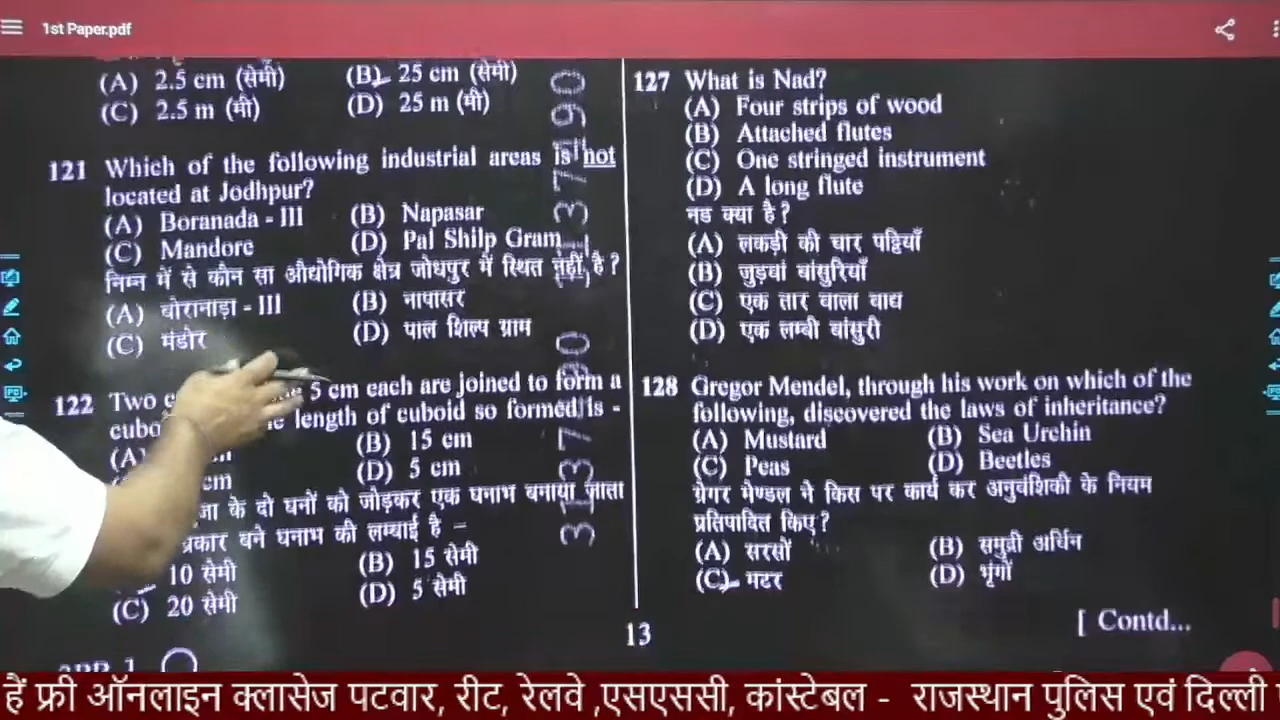 1st Paper.pdf
(A) 2.5 cm (सेमी) (B) 25 cm (सेमी)
(C) 2.5 m (मी) (D) 25 m (मी)
121 Which of the following industrial areas is not
located at Jodhpur?
(A) Boranada - III (B) Napasar
(C) Mandore (D) Pal Shilp Gram
निम्न में से कौन सा औद्योगिक क्षेत्र जोधपुर में स्थित नहीं है?
(A) बोरानाड़ा - III (B) नापासर
(C) मंडोर (D) पाल शिल्प ग्राम
122 Two 5 cm each are joined to form a
length of cuboid so formed is -
(A) (B) 15 cm
cm (D) 5 cm
के दो घनों को जोड़कर एक घनाभ बनाया जाता
प्रकार बने घनाभ की लम्बाई है -
10 सेमी (B) 15 सेमी
(C) 20 सेमी (D) 5 सेमी
127 What is Nad?
(A) Four strips of wood
(B) Attached flutes
(C) One stringed instrument
(D) A long flute
नड क्या है?
(A) लकड़ी की चार पट्टियाँ
(B) जुड़वां बांसुरियाँ
(C) एक तार वाला वाद्य
(D) एक लम्बी बांसुरी
128 Gregor Mendel, through his work on which of the
following, discovered the laws of inheritance?
(A) Mustard (B) Sea Urchin
(C) Peas (D) Beetles
ग्रेगर मैण्डल ने किस पर कार्य कर अनुवंशिकी के नियम
प्रतिपादित किए?
(A) सरसों (B) समुद्री अर्चिन
(C) मटर (D) भृंगों
13
[ Contd...
हैं फ्री ऑनलाइन क्लासेज पटवार, रीट, रेलवे ,एसएससी, कांस्टेबल - राजस्थान पुलिस एवं दिल्ली